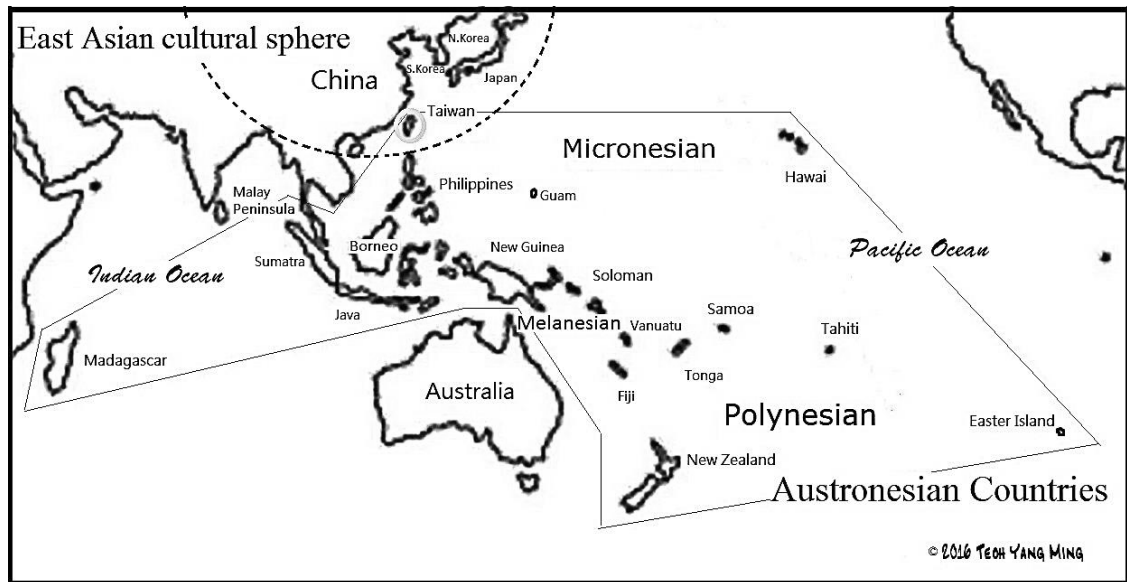 East Asian cultural sphere
N.Korea
S.Korea
China
Japan
Taiwan
Micronesian
Hawai
Malay
Peninsula
Philippines
Guam
Borneo
New Guinea
Pacific Ocean
Indian Ocean
Sumatra
Soloman
Java
Samoa
Melanesian
Vanuatu
Tahiti
Madagascar
Tonga
Fiji
Australia
Polynesian
Easter Island
New Zealand
Austronesian Countries
© 2016 TEOH YANG MING